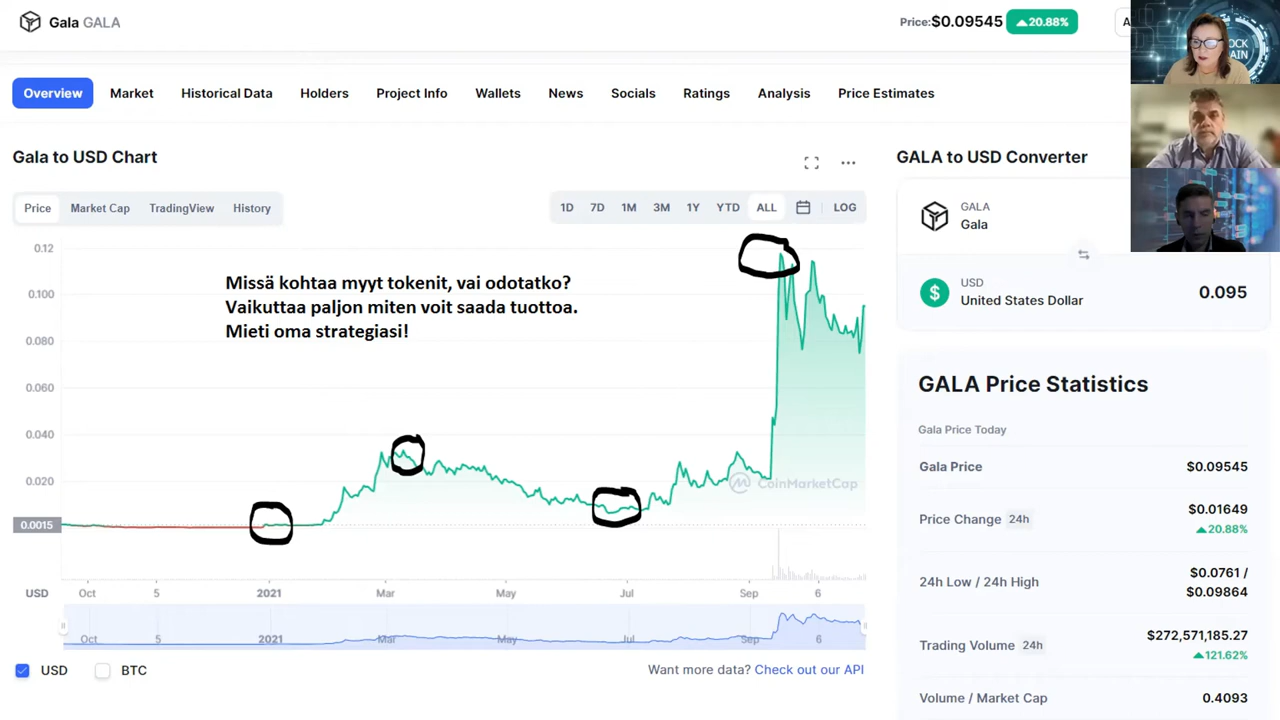 Gala GALA
Price: $0.09545 20.88%
Overview Market Historical Data Holders Project Info Wallets News Socials Ratings Analysis Price Estimates
Gala to USD Chart
Price Market Cap TradingView History
1D 7D 1M 3M 1Y YTD ALL LOG
0.12
0.100
0.080
0.060
0.040
0.020
0.0015
Missä kohtaa myyt tokenit, vai odotatko?
Vaikuttaa paljon miten voit saada tuottoa.
Mieti oma strategiasi!
CoinMarketCap
USD Oct 5 2021 Mar May Jul Sep 6
Oct 5 2021 Mar May Jul Sep 6
USD BTC
Want more data? Check out our API
GALA to USD Converter
GALA
Gala
USD
United States Dollar
0.095
GALA Price Statistics
Gala Price Today
Gala Price $0.09545
Price Change 24h $0.01649
20.88%
24h Low / 24h High $0.0761 /
$0.09864
Trading Volume 24h $272,571,185.27
121.62%
Volume / Market Cap 0.4093